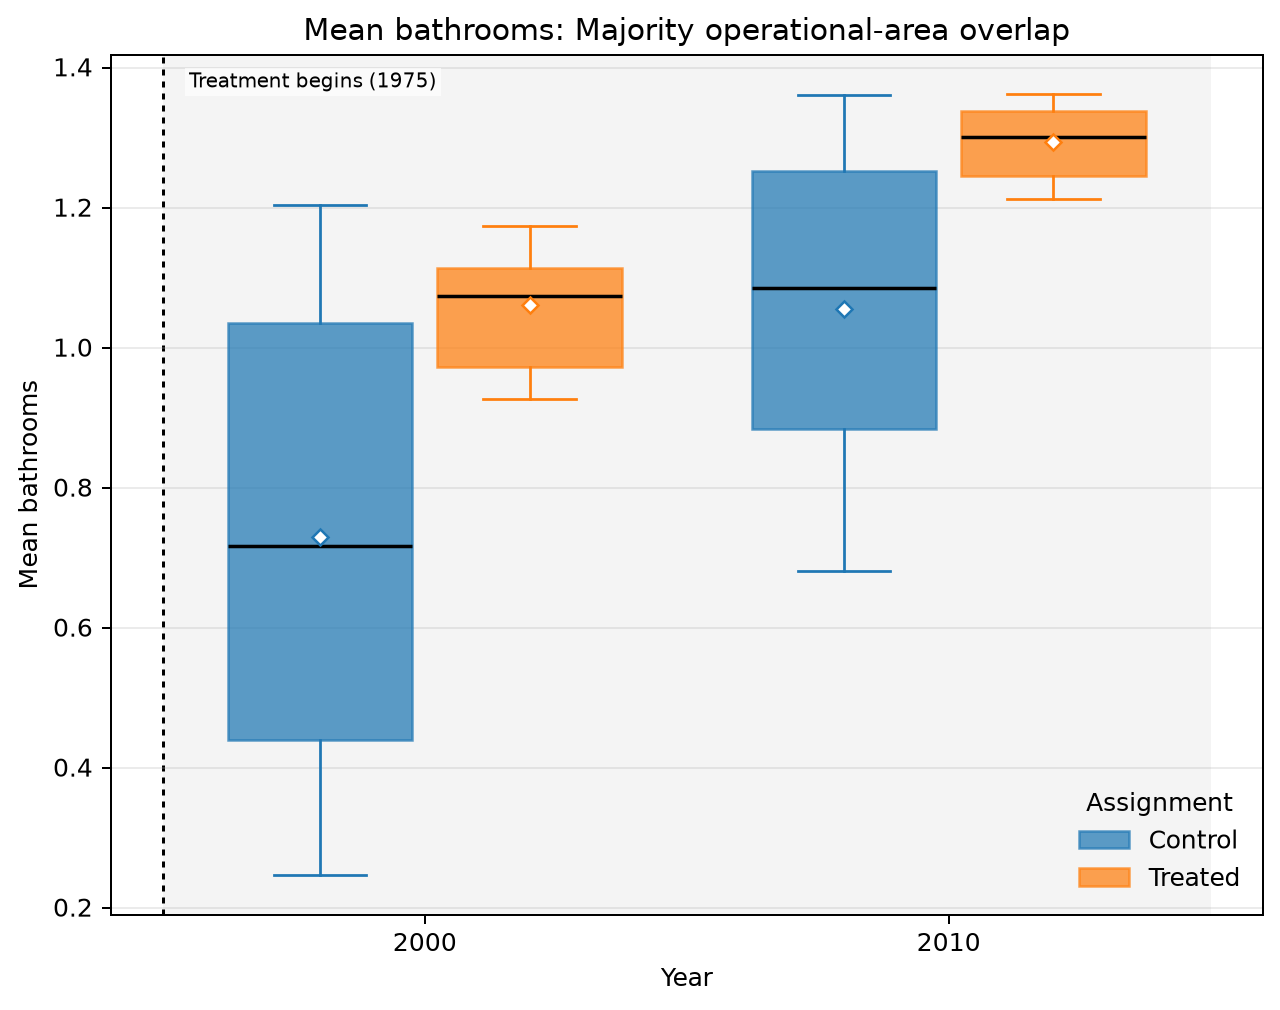 Mean bathrooms: Majority operational-area overlap
Treatment begins (1975)
1.4
1.2
1.0
0.8
0.6
0.4
0.2
Mean bathrooms
2000
2010
Year
Assignment
Control
Treated